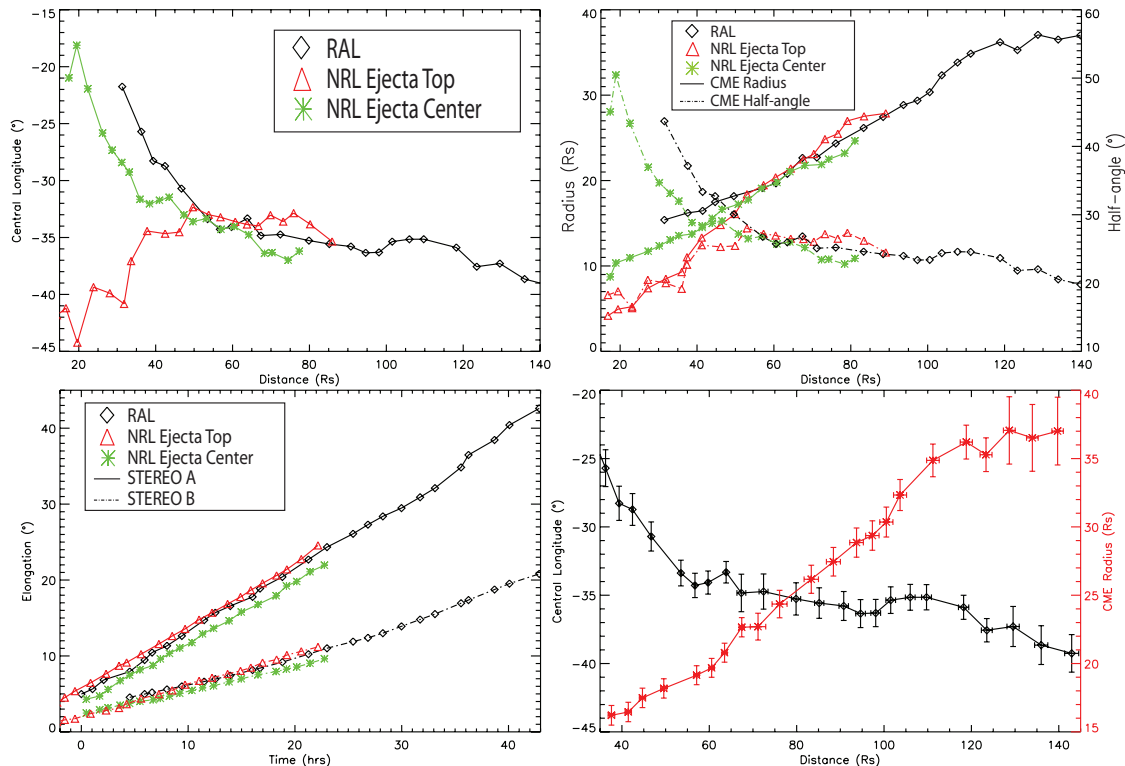 −15
−20
−25
−30
−35
−40
−45
Central Longitude (°)
20 40 60 80 100 120 140
Distance (Rs)
RAL
NRL Ejecta Top
NRL Ejecta Center
40
30
20
10
0
Radius (Rs)
60
50
40
30
20
10
Half−angle (°)
20 40 60 80 100 120 140
Distance (Rs)
RAL
NRL Ejecta Top
NRL Ejecta Center
CME Radius
CME Half−angle
40
30
20
10
0
Elongation (°)
0 10 20 30 40
Time (hrs)
RAL
NRL Ejecta Top
NRL Ejecta Center
STEREO A
STEREO B
−20
−25
−30
−35
−40
−45
Central Longitude (°)
40
35
30
25
20
15
CME Radius (Rs)
40 60 80 100 120 140
Distance (Rs)